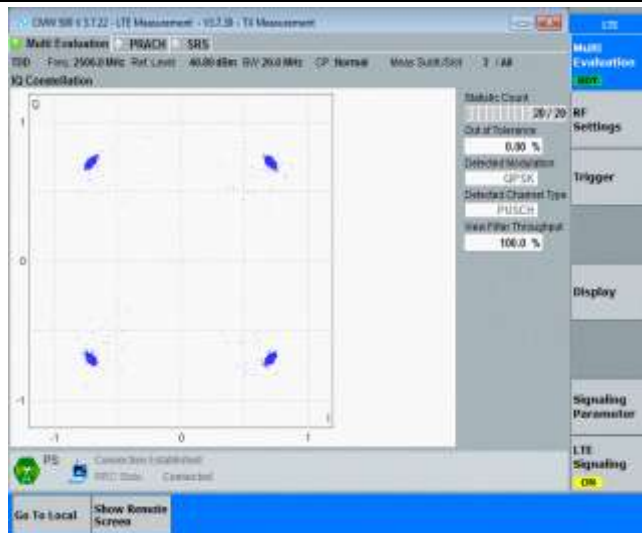 CMW 500 V 3.7.22 - LTE Measurement - V3.7.30 - TX Measurement
LTE
Multi Evaluation PRACH SRS
TDD Freq: 2506.0 MHz Ref. Level: 40.00 dBm BW: 20.0 MHz CP: Normal Meas Subfr./Slot 2 / All
IQ Constellation
Multi
Evaluation
RDY
RF
Settings
Trigger
Display
Signaling
Parameter
LTE
Signaling
ON
Q
1
0
-1
-1 0 1
I
Statistic Count
20 / 20
Out of Tolerance
0.00 %
Detected Modulation
QPSK
Detected Channel Type
PUSCH
View Filter Throughput
100.0 %
PS
Connection Established
RRC State Connected
Go To Local
Show Remote
Screen